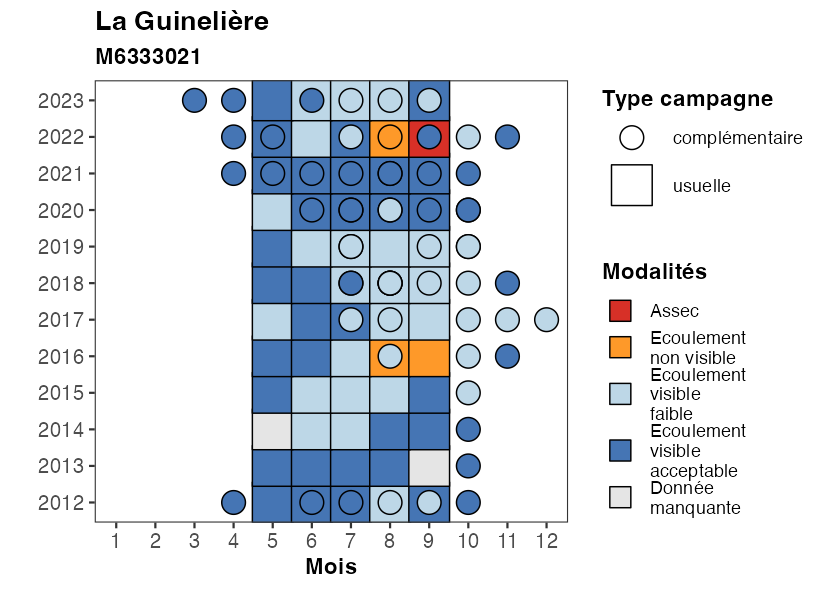 La Guinelière
M6333021
2023
2022
2021
2020
2019
2018
2017
2016
2015
2014
2013
2012
1 2 3 4 5 6 7 8 9 10 11 12
Mois
Type campagne
complémentaire
usuelle
Modalités
Assec
Ecoulement
non visible
Ecoulement
visible
faible
Ecoulement
visible
acceptable
Donnée
manquante